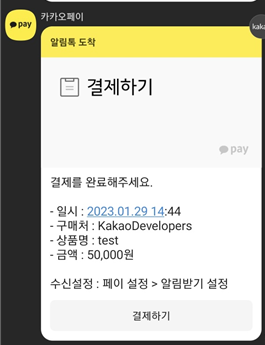 pay
카카오페이
kaka
알림톡 도착
결제하기
pay
결제를 완료해주세요.
- 일시 : 2023.01.29 14:44
- 구매처 : KakaoDevelopers
- 상품명 : test
- 금액 : 50,000원
수신설정 : 페이 설정 > 알림받기 설정
결제하기